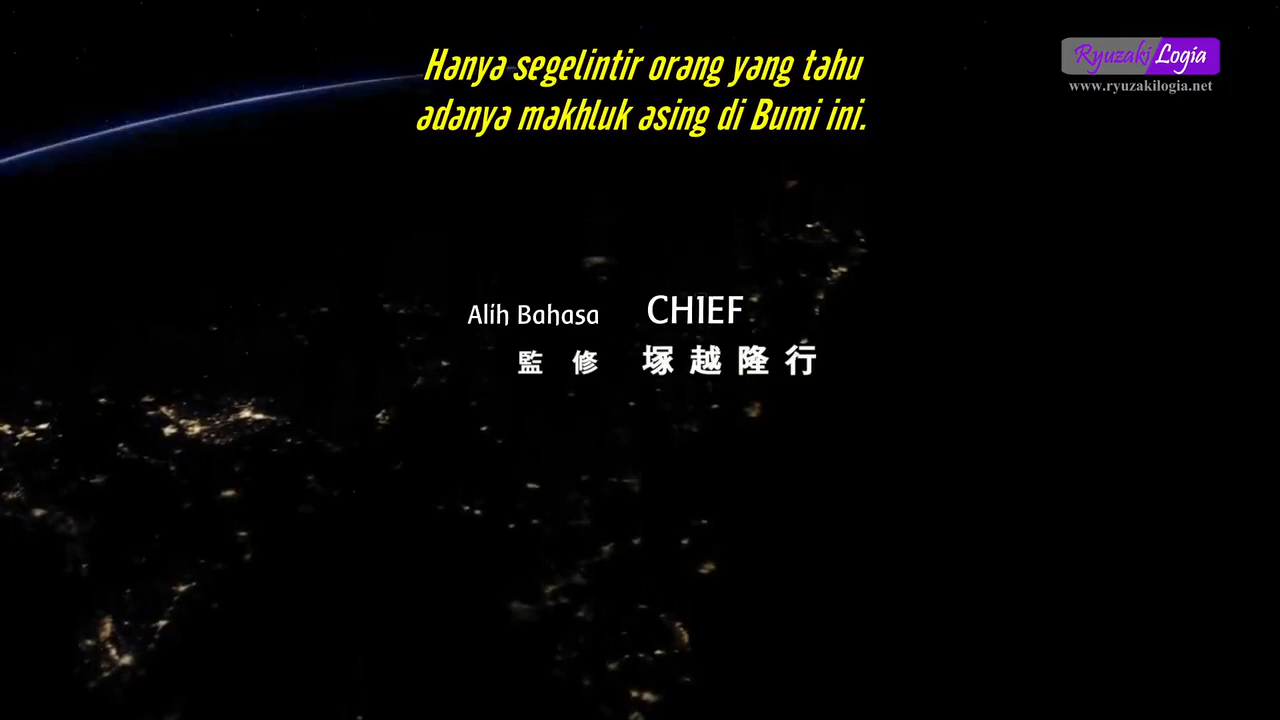 Hanya segelintir orang yang tahu
adanya makhluk asing di Bumi ini.
Ryuzaki Logia
www.ryuzakilogia.net
Alih Bahasa CHIEF
監修 塚越隆行